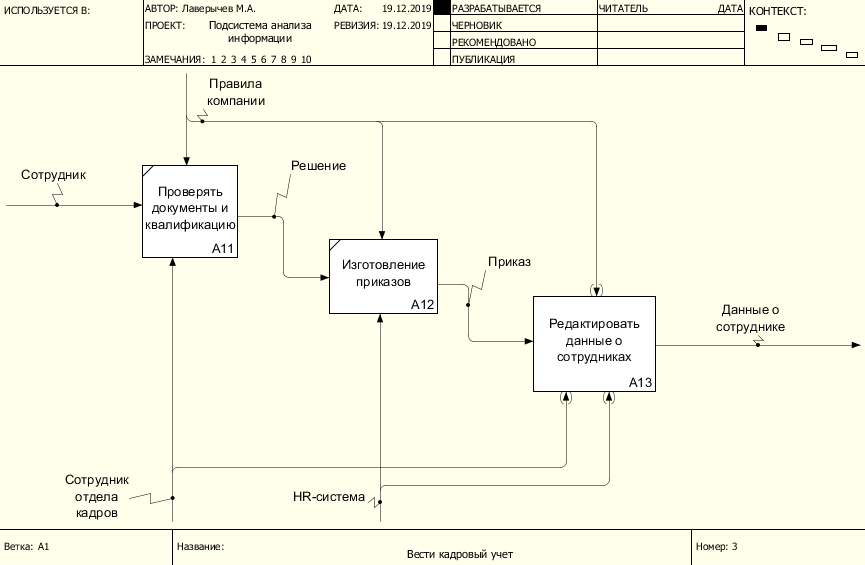 ИСПОЛЬЗУЕТСЯ В:
АВТОР: Лаверычев М.А.
ДАТА: 19.12.2019
РАЗРАБАТЫВАЕТСЯ
ЧИТАТЕЛЬ
ДАТА
КОНТЕКСТ:
ПРОЕКТ: Подсистема анализа
информации
РЕВИЗИЯ: 19.12.2019
ЧЕРНОВИК
РЕКОМЕНДОВАНО
ЗАМЕЧАНИЯ: 1 2 3 4 5 6 7 8 9 10
ПУБЛИКАЦИЯ
Правила
компании
Сотрудник
Проверять
документы и
квалификацию
A11
Решение
Изготовление
приказов
A12
Приказ
Редактировать
данные о
сотрудниках
A13
Данные о
сотруднике
Сотрудник
отдела
кадров
HR-система
Ветка: A1
Название:
Вести кадровый учет
Номер: 3